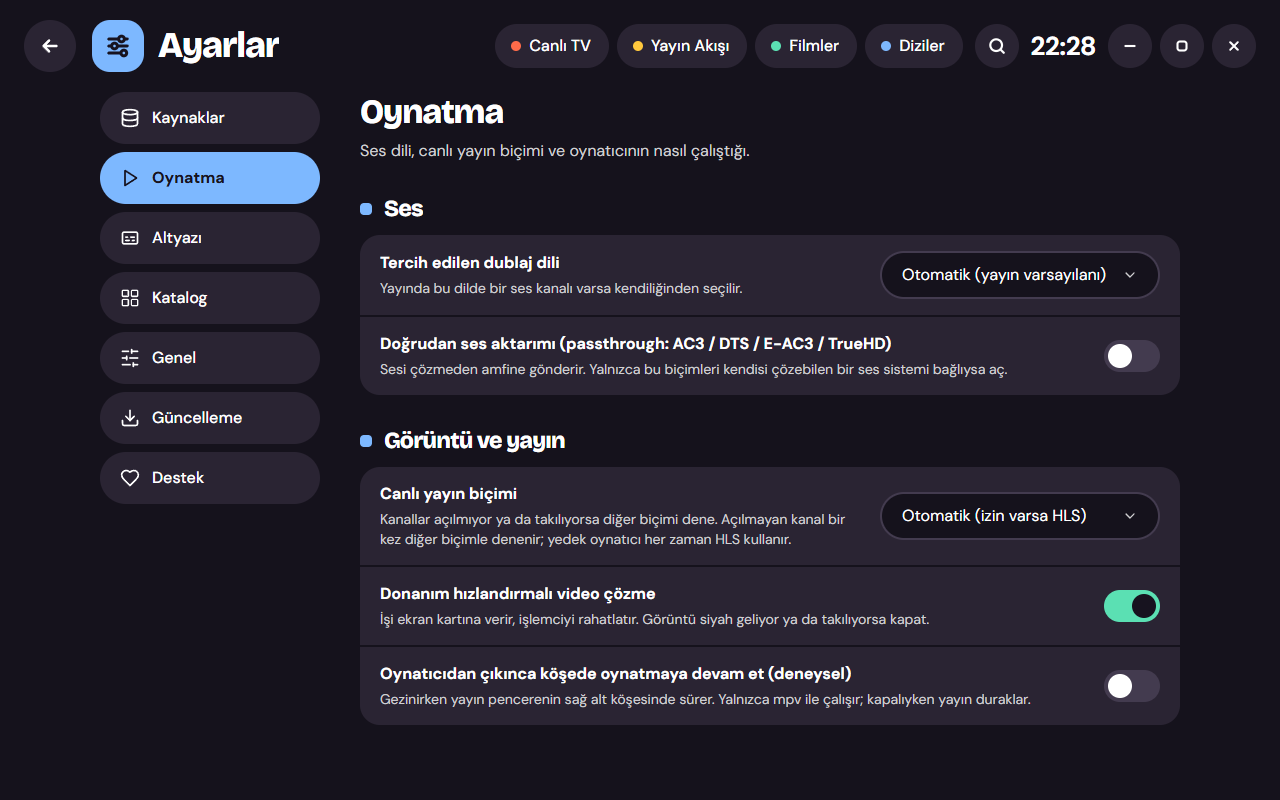 Ayarlar
Canlı TV
Yayın Akışı
Filmler
Diziler
22:28
Kaynaklar
Oynatma
Altyazı
Katalog
Genel
Güncelleme
Destek
Oynatma
Ses dili, canlı yayın biçimi ve oynatıcının nasıl çalıştığı.
Ses
Tercih edilen dublaj dili
Yayında bu dilde bir ses kanalı varsa kendiliğinden seçilir.
Otomatik (yayın varsayılanı)
Doğrudan ses aktarımı (passthrough: AC3 / DTS / E-AC3 / TrueHD)
Sesi çözmeden amfine gönderir. Yalnızca bu biçimleri kendisi çözebilen bir ses sistemi bağlıysa aç.
Görüntü ve yayın
Canlı yayın biçimi
Kanallar açılmıyor ya da takılıyorsa diğer biçimi dene. Açılmayan kanal bir
kez diğer biçimle denenir; yedek oynatıcı her zaman HLS kullanır.
Otomatik (izin varsa HLS)
Donanım hızlandırmalı video çözme
İşi ekran kartına verir, işlemciyi rahatlatır. Görüntü siyah geliyor ya da takılıyorsa kapat.
Oynatıcıdan çıkınca köşede oynatmaya devam et (deneysel)
Gezinirken yayın pencerenin sağ alt köşesinde sürer. Yalnızca mpv ile çalışır; kapalıyken yayın duraklar.